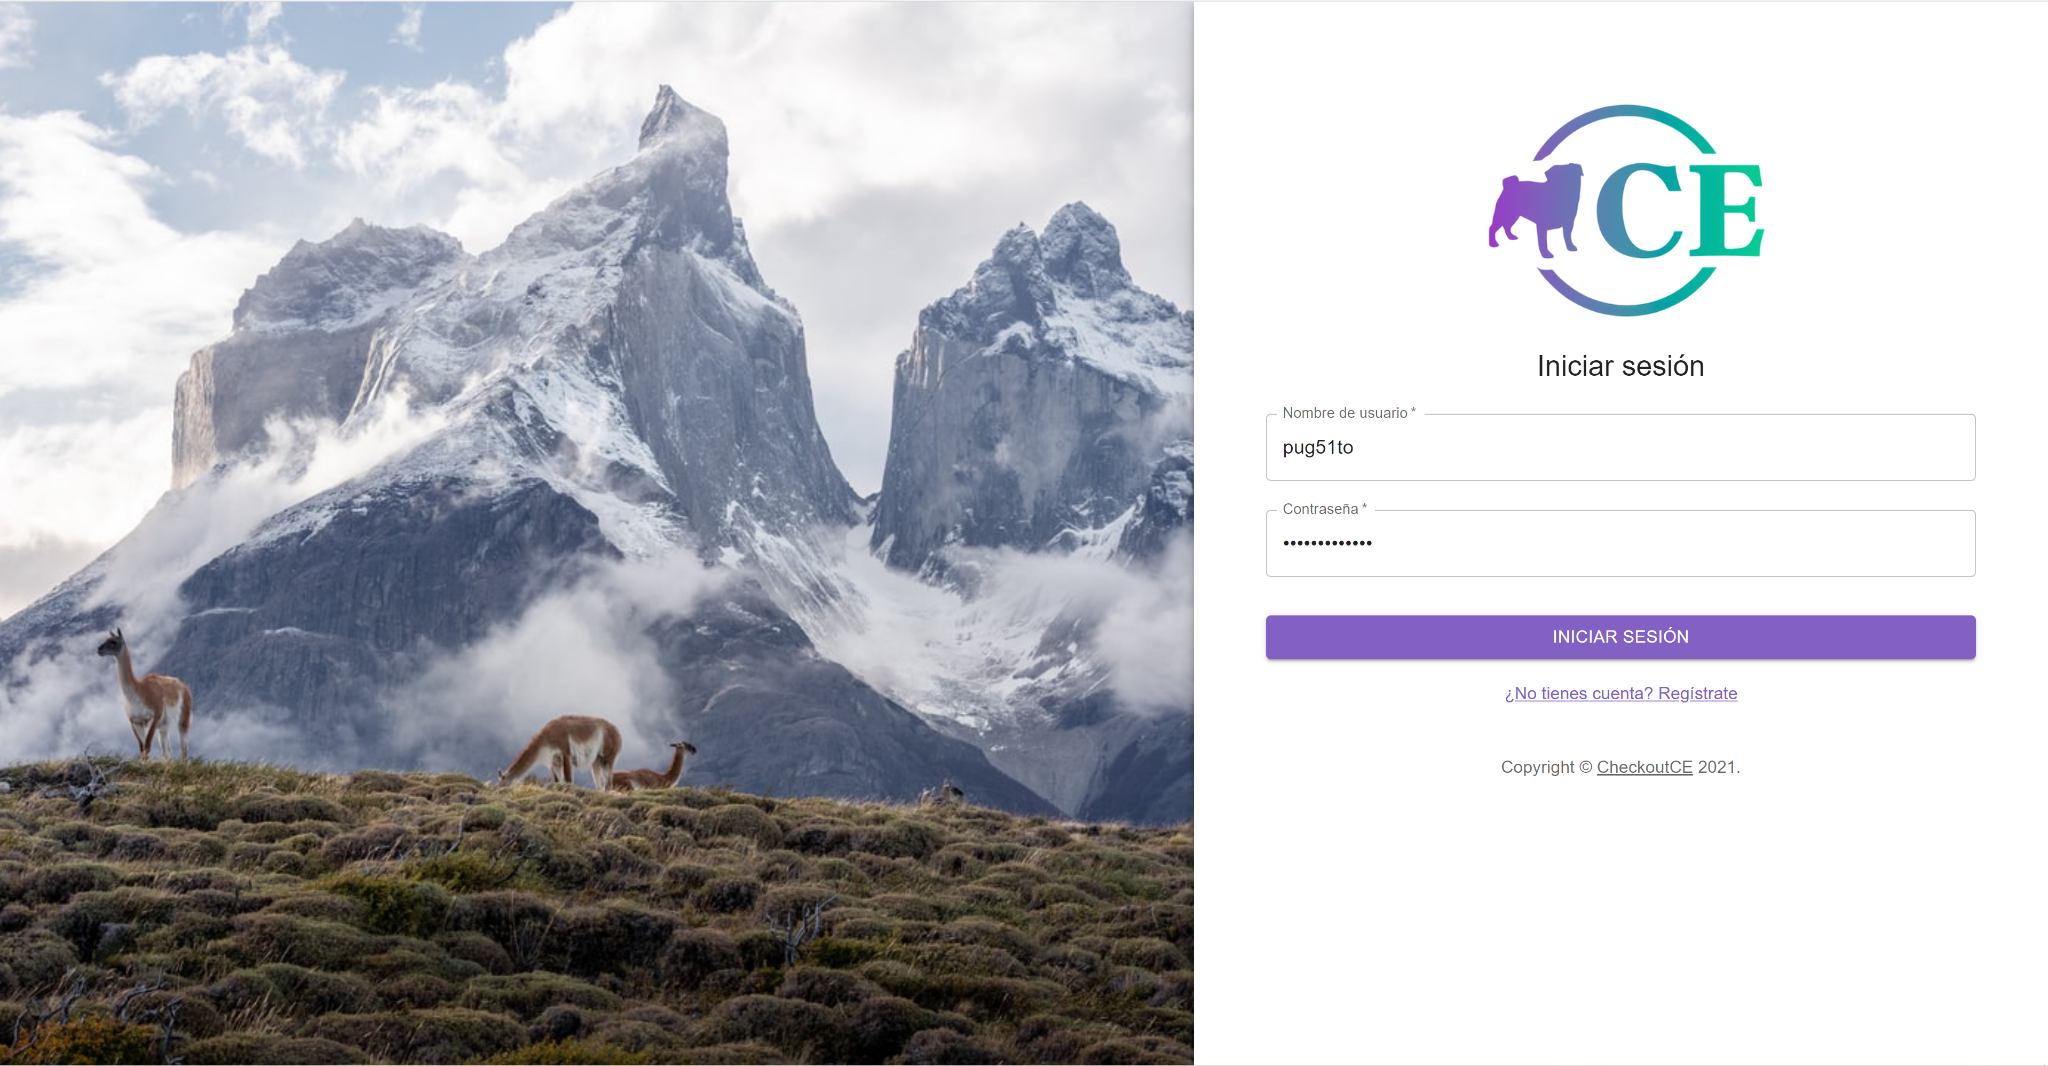 CE
Iniciar sesión
Nombre de usuario *
pug51to
Contraseña *
•••••••••••••
INICIAR SESIÓN
¿No tienes cuenta? Regístrate
Copyright © CheckoutCE 2021.